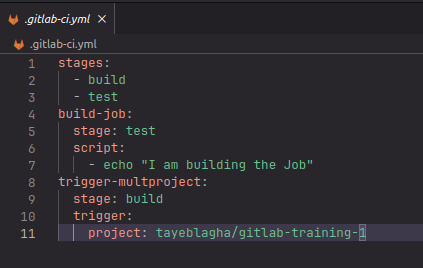 .gitlab-ci.yml ×
.gitlab-ci.yml
1 stages:
2   - build
3   - test
4 build-job:
5   stage: test
6   script:
7     - echo "I am building the Job"
8 trigger-multproject:
9   stage: build
10   trigger:
11     project: tayeblagha/gitlab-training-1